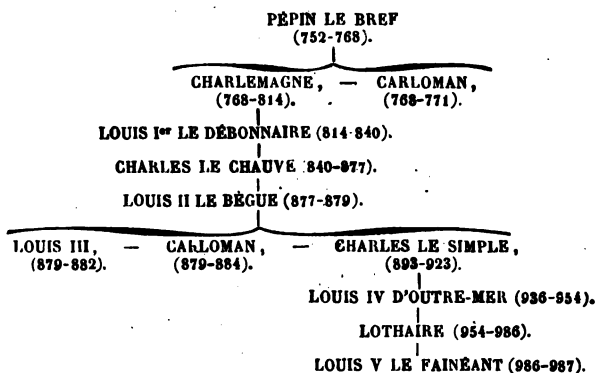 PÉPIN LE BREF
(752-768).
CHARLEMAGNE, — CARLOMAN,
(768-814). (768-771).
LOUIS Ier LE DÉBONNAIRE (814-840).
CHARLES LE CHAUVE (840-877).
LOUIS II LE BÈGUE (877-879).
LOUIS III, — CARLOMAN, — CHARLES LE SIMPLE,
(879-882). (879-884). (893-923).
LOUIS IV D'OUTRE-MER (936-954).
LOTHAIRE (954-986).
LOUIS V LE FAINÉANT (986-987).